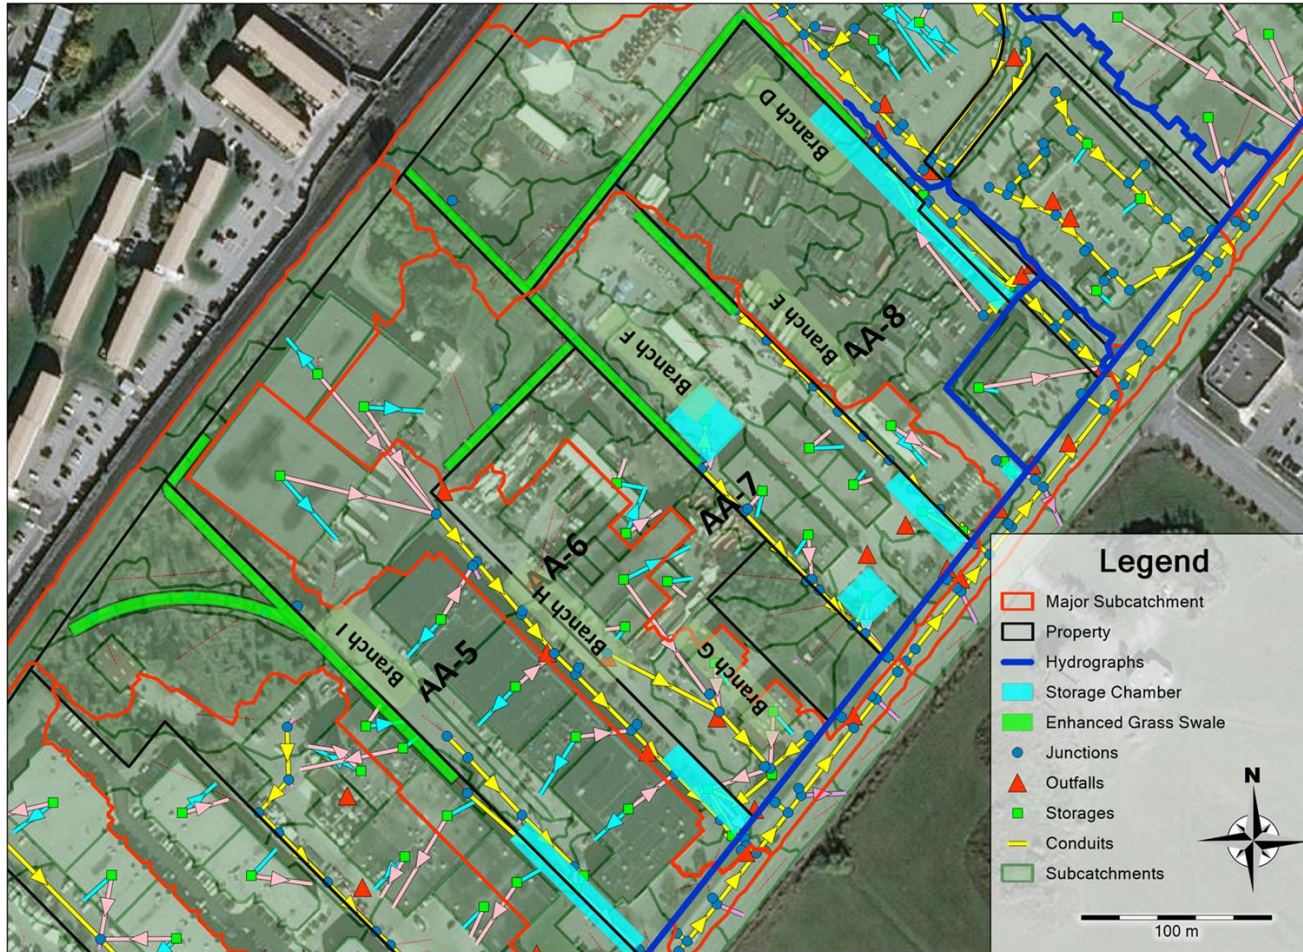 Branch D
Branch E
AA-8
Branch F
AA-7
AA-6
Branch H
Branch G
Branch I
AA-5
Legend
Major Subcatchment
Property
Hydrographs
Storage Chamber
Enhanced Grass Swale
Junctions
Outfalls
Storages
Conduits
Subcatchments
N
100 m